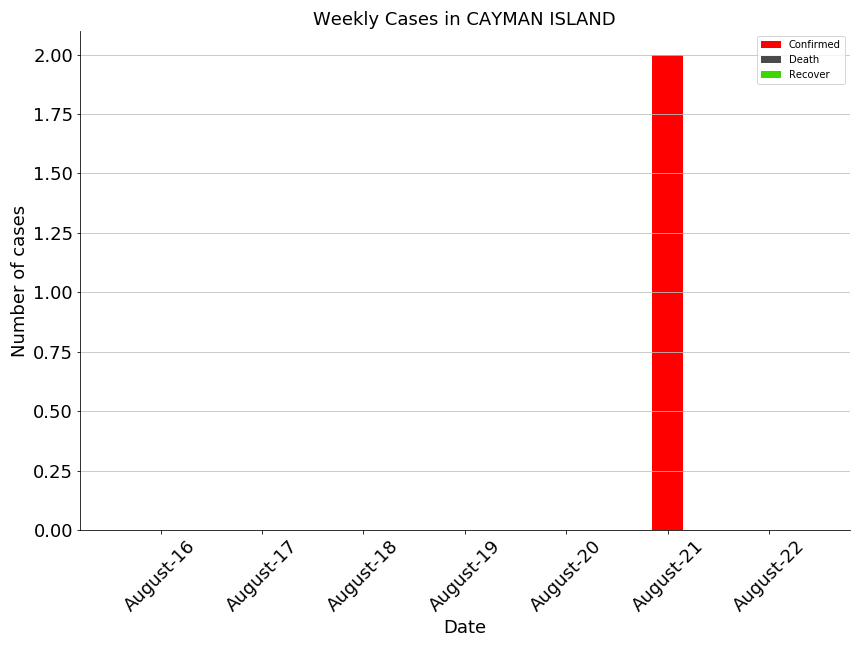 Weekly Cases in CAYMAN ISLAND
Confirmed
Death
Recover
Number of cases
2.00
1.75
1.50
1.25
1.00
0.75
0.50
0.25
0.00
August-16
August-17
August-18
August-19
August-20
August-21
August-22
Date